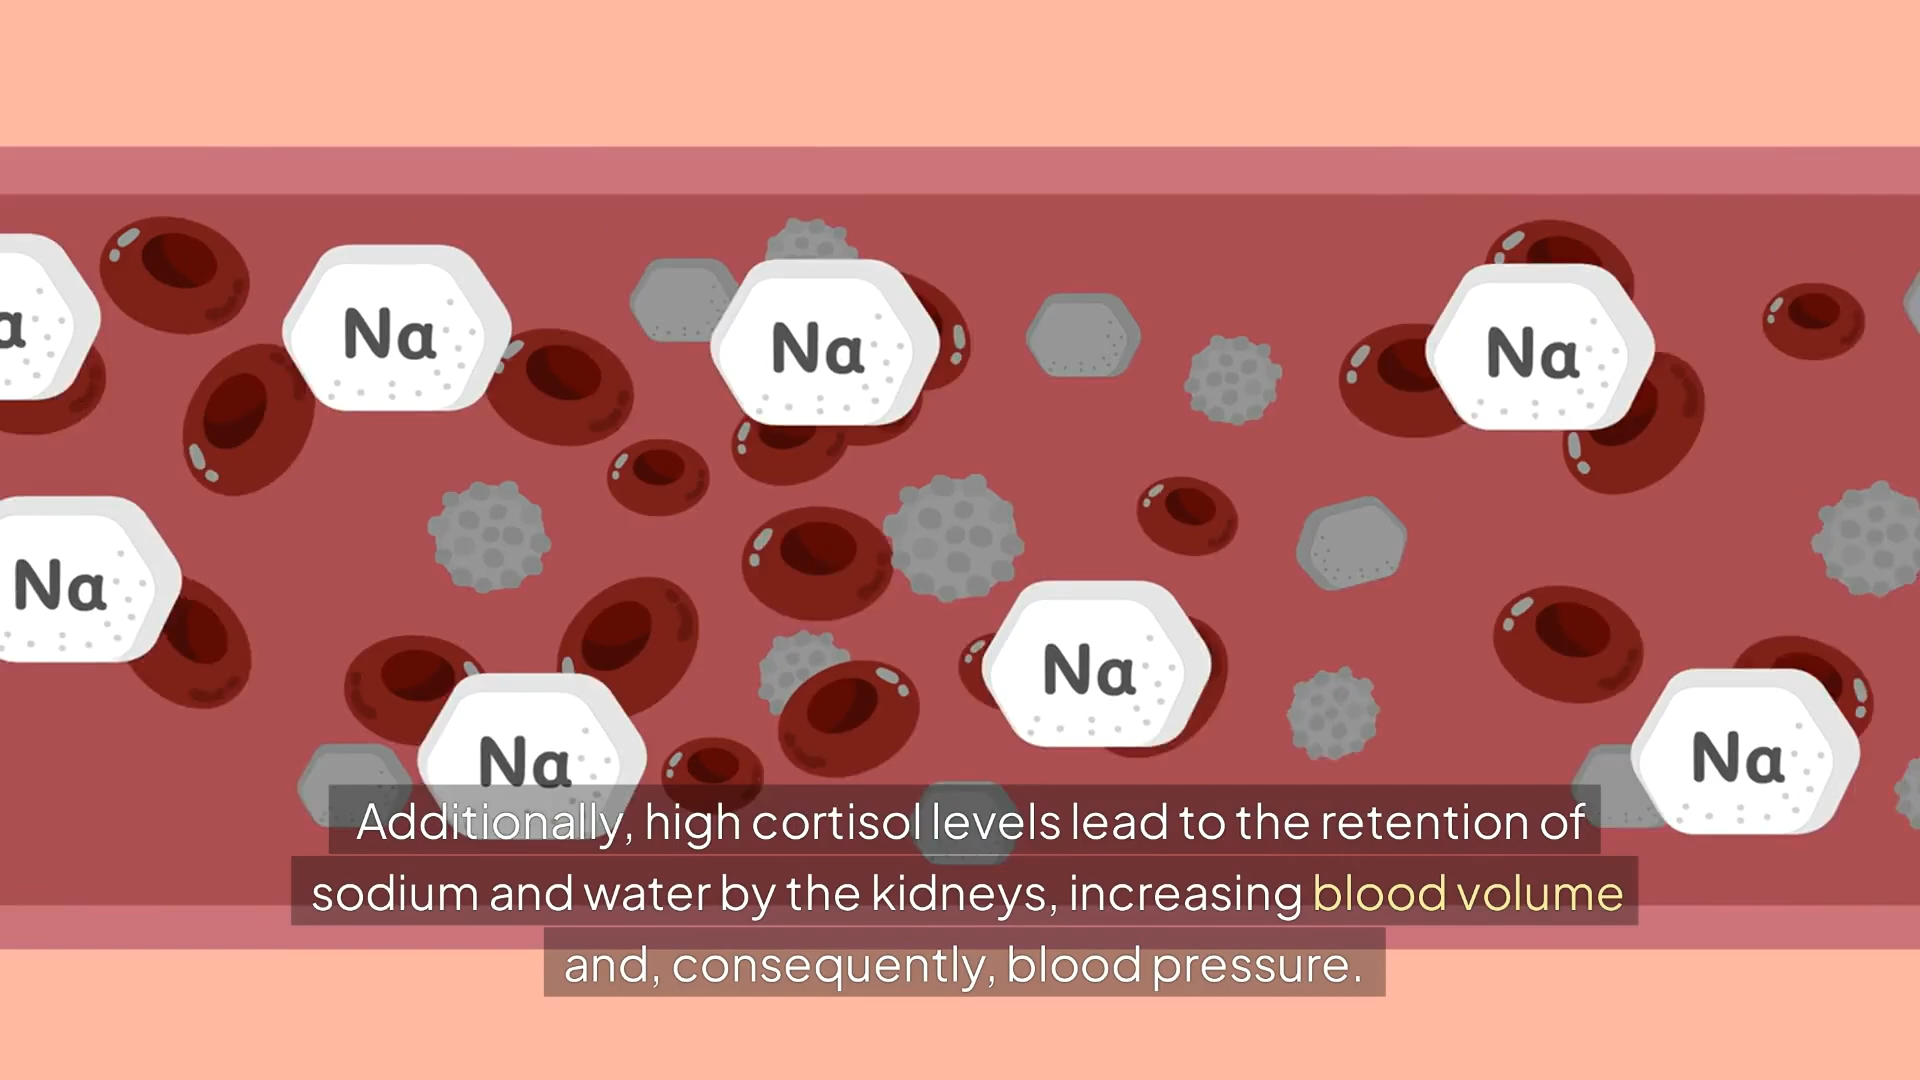 a
Na
Na
Na
Na
Na
Na
Na
Additionally, high cortisol levels lead to the retention of
sodium and water by the kidneys, increasing blood volume
and, consequently, blood pressure.